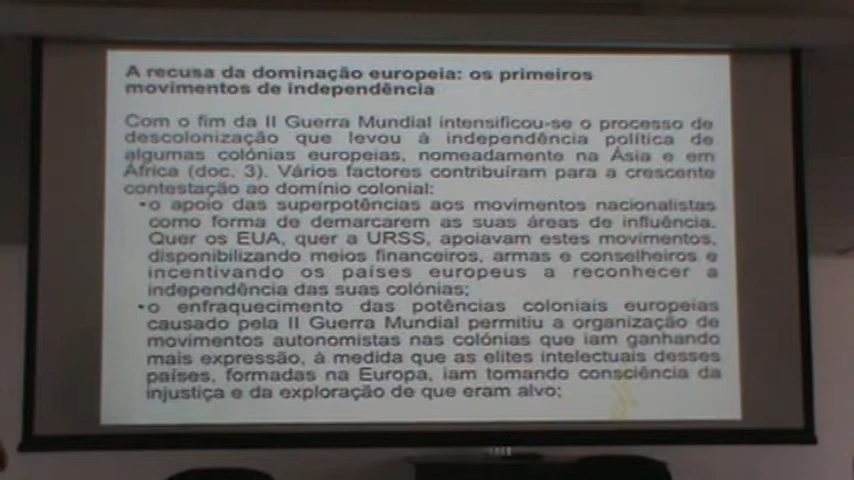 A recusa da dominação europeia: os primeiros
movimentos de independência
Com o fim da II Guerra Mundial intensificou-se o processo de
descolonização que levou à independência política de
algumas colónias europeias, nomeadamente na Ásia e em
África (doc. 3). Vários factores contribuíram para a crescente
contestação ao domínio colonial:
•o apoio das superpotências aos movimentos nacionalistas
como forma de demarcarem as suas áreas de influência.
Quer os EUA, quer a URSS, apoiavam estes movimentos,
disponibilizando meios financeiros, armas e conselheiros e
incentivando os países europeus a reconhecer a
independência das suas colónias;
•o enfraquecimento das potências coloniais europeias
causado pela II Guerra Mundial permitiu a organização de
movimentos autonomistas nas colónias que iam ganhando
mais expressão, à medida que as elites intelectuais desses
países, formadas na Europa, iam tomando consciência da
injustiça e da exploração de que eram alvo;